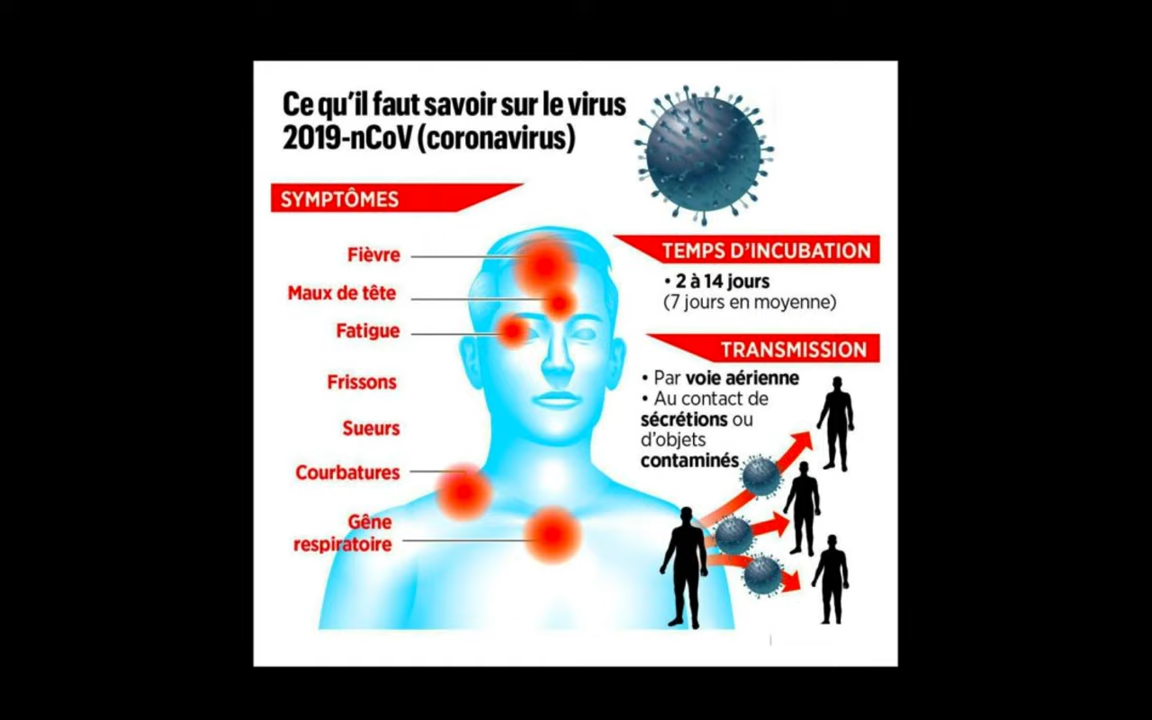 Ce qu'il faut savoir sur le virus
2019-nCoV (coronavirus)
SYMPTÔMES
Fièvre
Maux de tête
Fatigue
Frissons
Sueurs
Courbatures
Gêne
respiratoire
TEMPS D'INCUBATION
• 2 à 14 jours
(7 jours en moyenne)
TRANSMISSION
• Par voie aérienne
• Au contact de
sécrétions ou
d'objets
contaminés